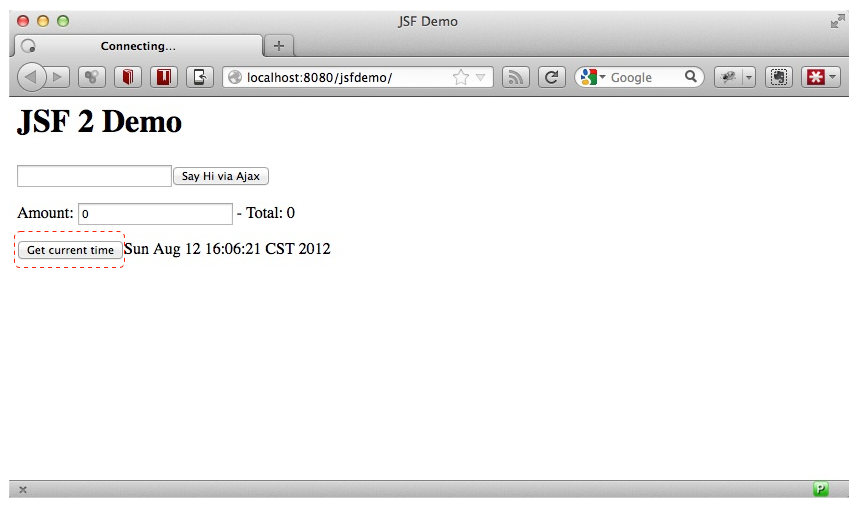 JSF Demo
Connecting...
localhost:8080/jsfdemo/
Google
JSF 2 Demo
Say Hi via Ajax
Amount: 0 - Total: 0
Get current time Sun Aug 12 16:06:21 CST 2012